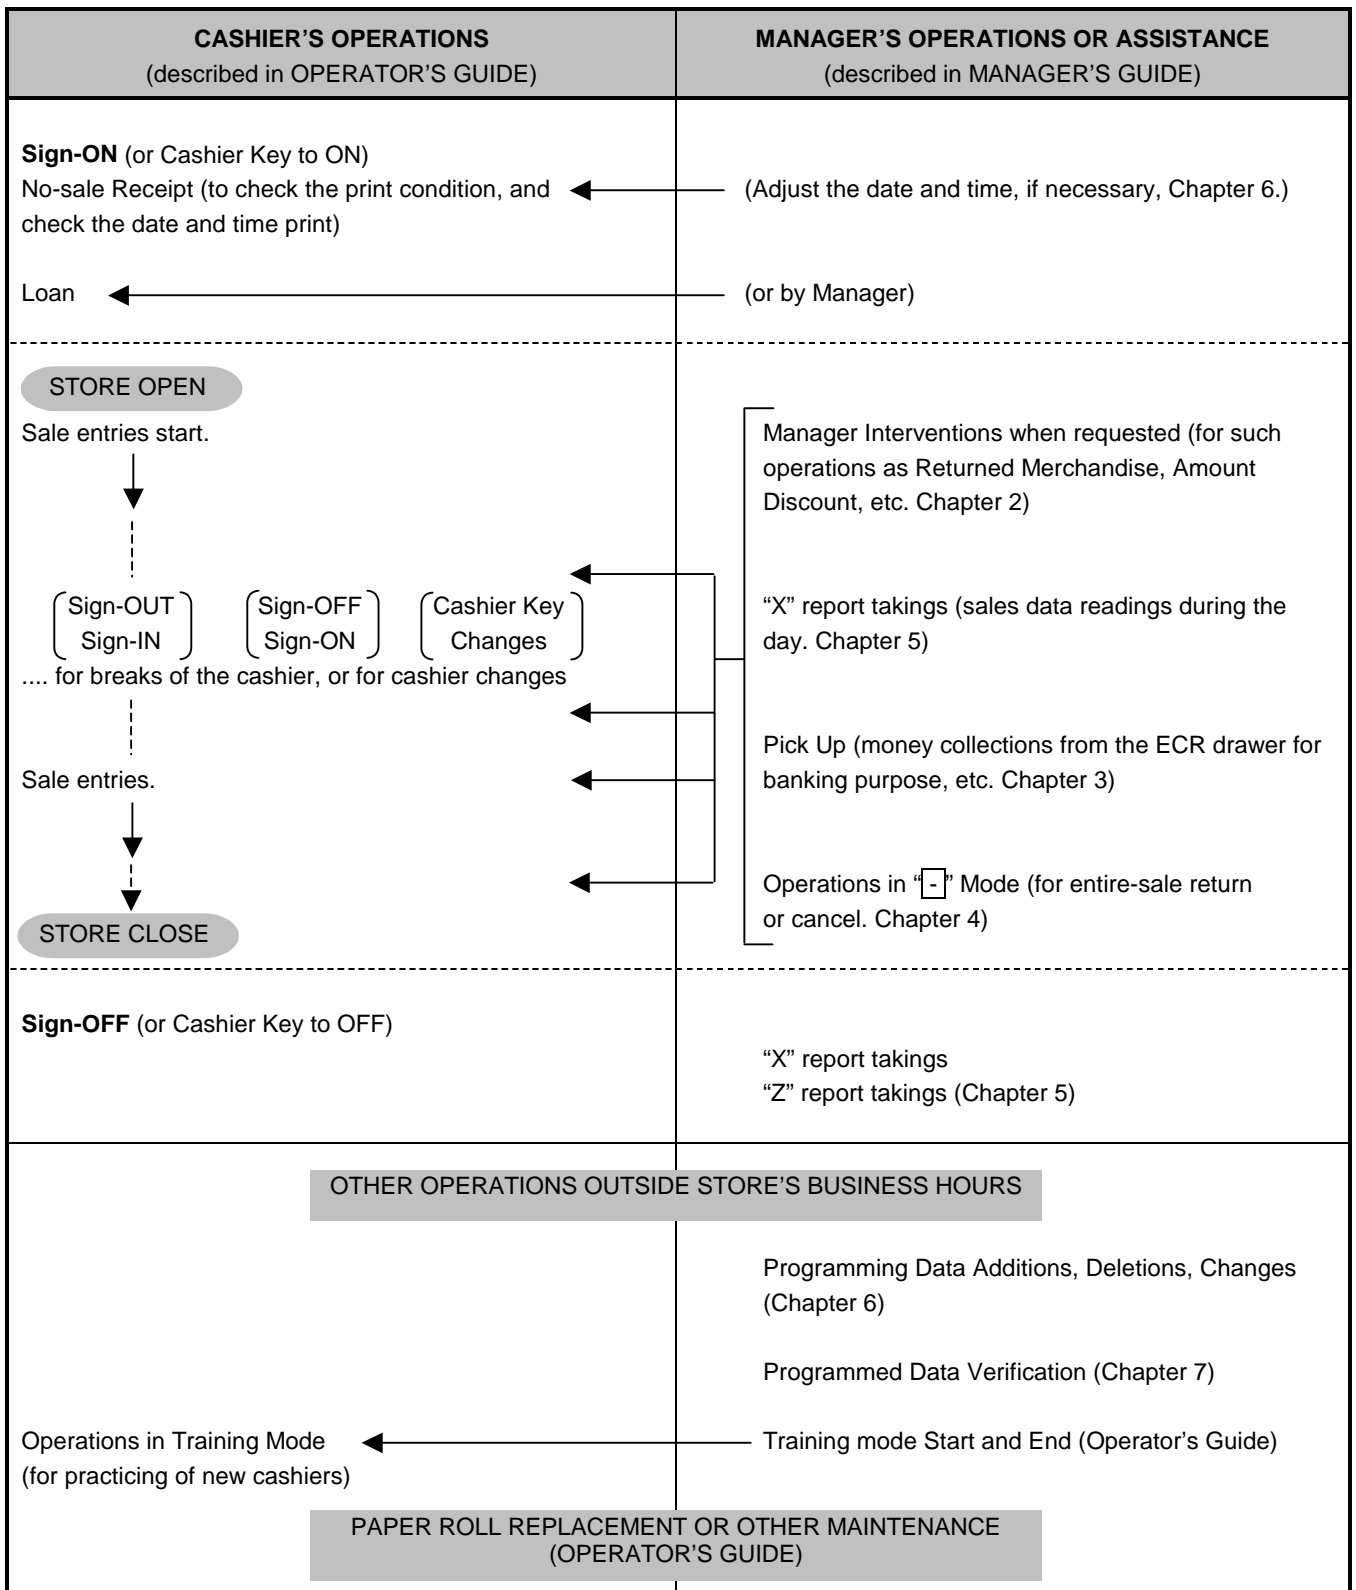 CASHIER’S OPERATIONS
(described in OPERATOR’S GUIDE)
MANAGER’S OPERATIONS OR ASSISTANCE
(described in MANAGER’S GUIDE)
Sign-ON (or Cashier Key to ON)
No-sale Receipt (to check the print condition, and
check the date and time print)
(Adjust the date and time, if necessary, Chapter 6.)
Loan
(or by Manager)
STORE OPEN
Sale entries start.
Sign-OUT
Sign-IN
Sign-OFF
Sign-ON
Cashier Key
Changes
.... for breaks of the cashier, or for cashier changes
Sale entries.
STORE CLOSE
Manager Interventions when requested (for such
operations as Returned Merchandise, Amount
Discount, etc. Chapter 2)
“X” report takings (sales data readings during the
day. Chapter 5)
Pick Up (money collections from the ECR drawer for
banking purpose, etc. Chapter 3)
Operations in “-” Mode (for entire-sale return
or cancel. Chapter 4)
Sign-OFF (or Cashier Key to OFF)
“X” report takings
“Z” report takings (Chapter 5)
OTHER OPERATIONS OUTSIDE STORE’S BUSINESS HOURS
Programming Data Additions, Deletions, Changes
(Chapter 6)
Programmed Data Verification (Chapter 7)
Operations in Training Mode
(for practicing of new cashiers)
Training mode Start and End (Operator’s Guide)
PAPER ROLL REPLACEMENT OR OTHER MAINTENANCE
(OPERATOR’S GUIDE)